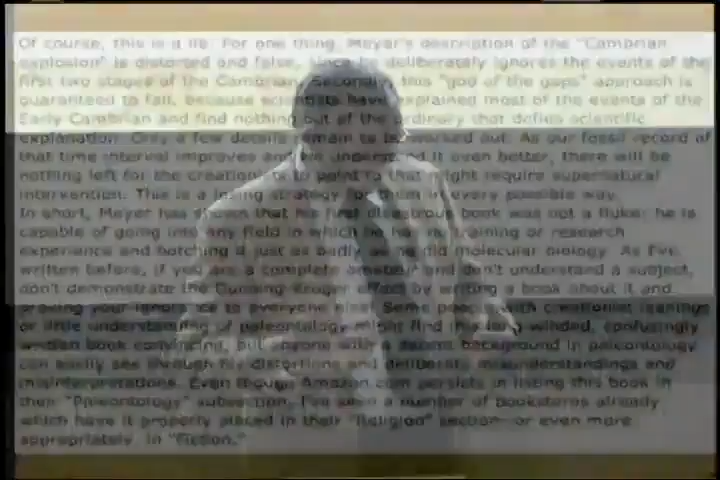 Of course, this is a lie. For one thing, Meyer's description of the "Cambrian
explosion" is distorted and false, since he deliberately ignores the events of the
first two stages of the Cambrian. Second, this "god of the gaps" approach is
guaranteed to fail, because scientists have explained most of the events of the
Early Cambrian and find nothing out of the ordinary that defies scientific
explanation. Only a few details remain to be worked out. As our fossil record of
that time interval improves and we understand it even better, there will be
nothing left for the creationists to point to that might require supernatural
intervention. This is a losing strategy for them in every possible way.
In short, Meyer has shown that his first disastrous book was not a fluke: he is
capable of going into any field in which he has no training or research
experience and botching it just as badly as he did molecular biology. As I've
written before, if you are a complete amateur and don't understand a subject,
don't demonstrate the Dunning-Kruger effect by writing a book about it and
proving your ignorance to everyone else! Some people with creationist leanings
or little understanding of paleontology might find this long-winded, confusingly
written book convincing, but anyone with a decent background in paleontology
can easily see through his distortions and deliberate misunderstandings and
misinterpretations. Even though Amazon.com persists in listing this book in
their "Paleontology" subsection, I've seen a number of bookstores already
which have it properly placed in their "Religion" section—or even more
appropriately, in "Fiction."